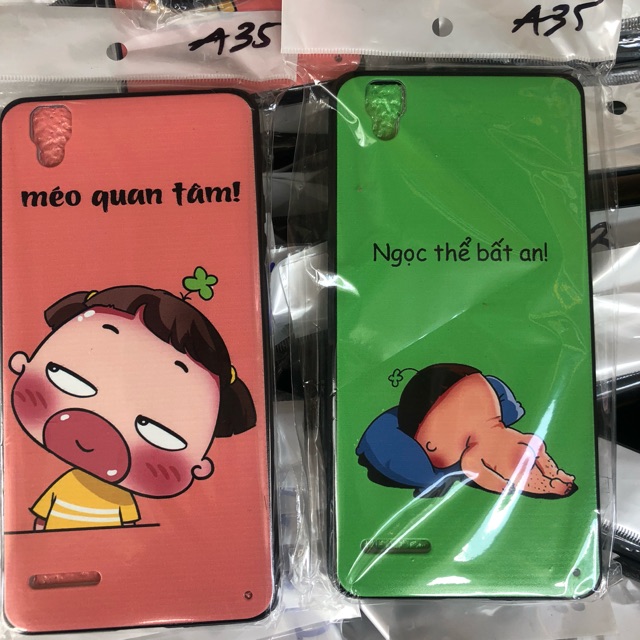 A35
A35
méo quan tâm!
Ngọc thể bất an!